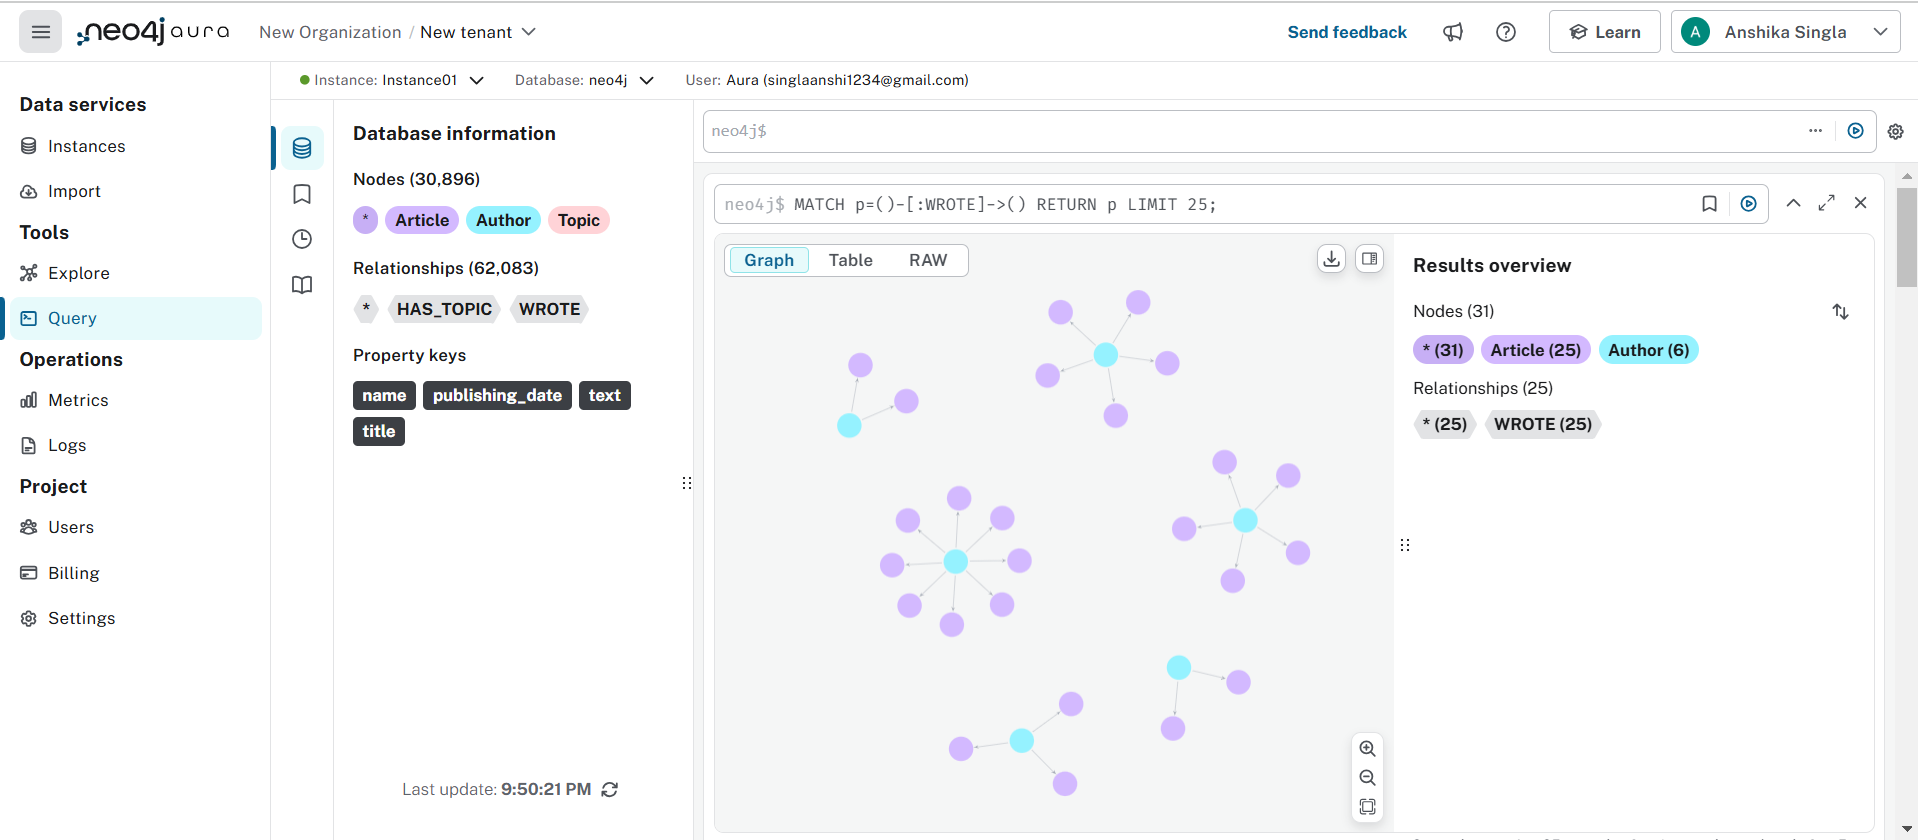 neo4j aura New Organization / New tenant Send feedback Learn A Anshika Singla
Instance: Instance01 Database: neo4j User: Aura (singlaanshi1234@gmail.com)
Data services
Instances
Import
Tools
Explore
Query
Operations
Metrics
Logs
Project
Users
Billing
Settings
Database information
Nodes (30,896)
* Article Author Topic
Relationships (62,083)
* HAS_TOPIC WROTE
Property keys
name publishing_date text
title
Last update: 9:50:21 PM
neo4j$
neo4j$ MATCH p=()-[:WROTE]->() RETURN p LIMIT 25;
Graph Table RAW
Results overview
Nodes (31)
* (31) Article (25) Author (6)
Relationships (25)
* (25) WROTE (25)